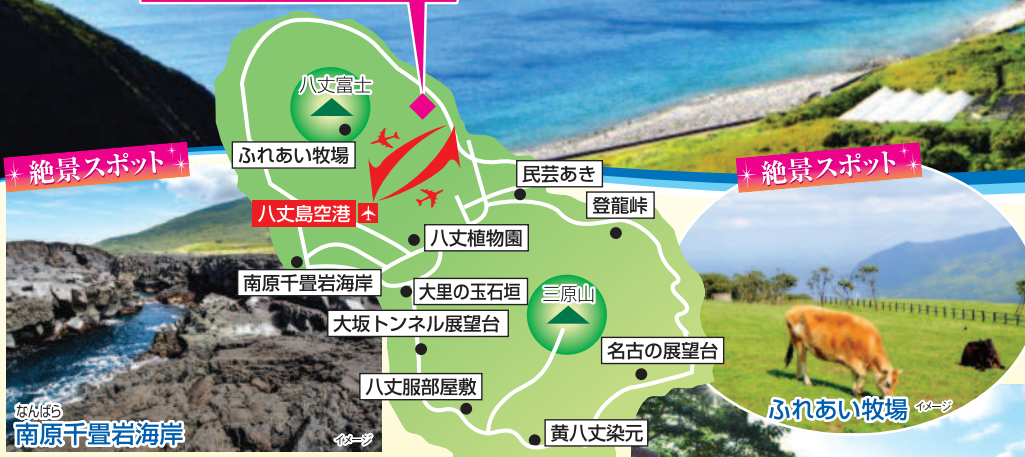 八丈富士
ふれあい牧場
絶景スポット
絶景スポット
民芸あき
登龍峠
八丈島空港
八丈植物園
南原千畳岩海岸
大里の玉石垣
三原山
大坂トンネル展望台
名古の展望台
八丈服部屋敷
黄八丈染元
なんばら
南原千畳岩海岸
イメージ
ふれあい牧場
イメージ